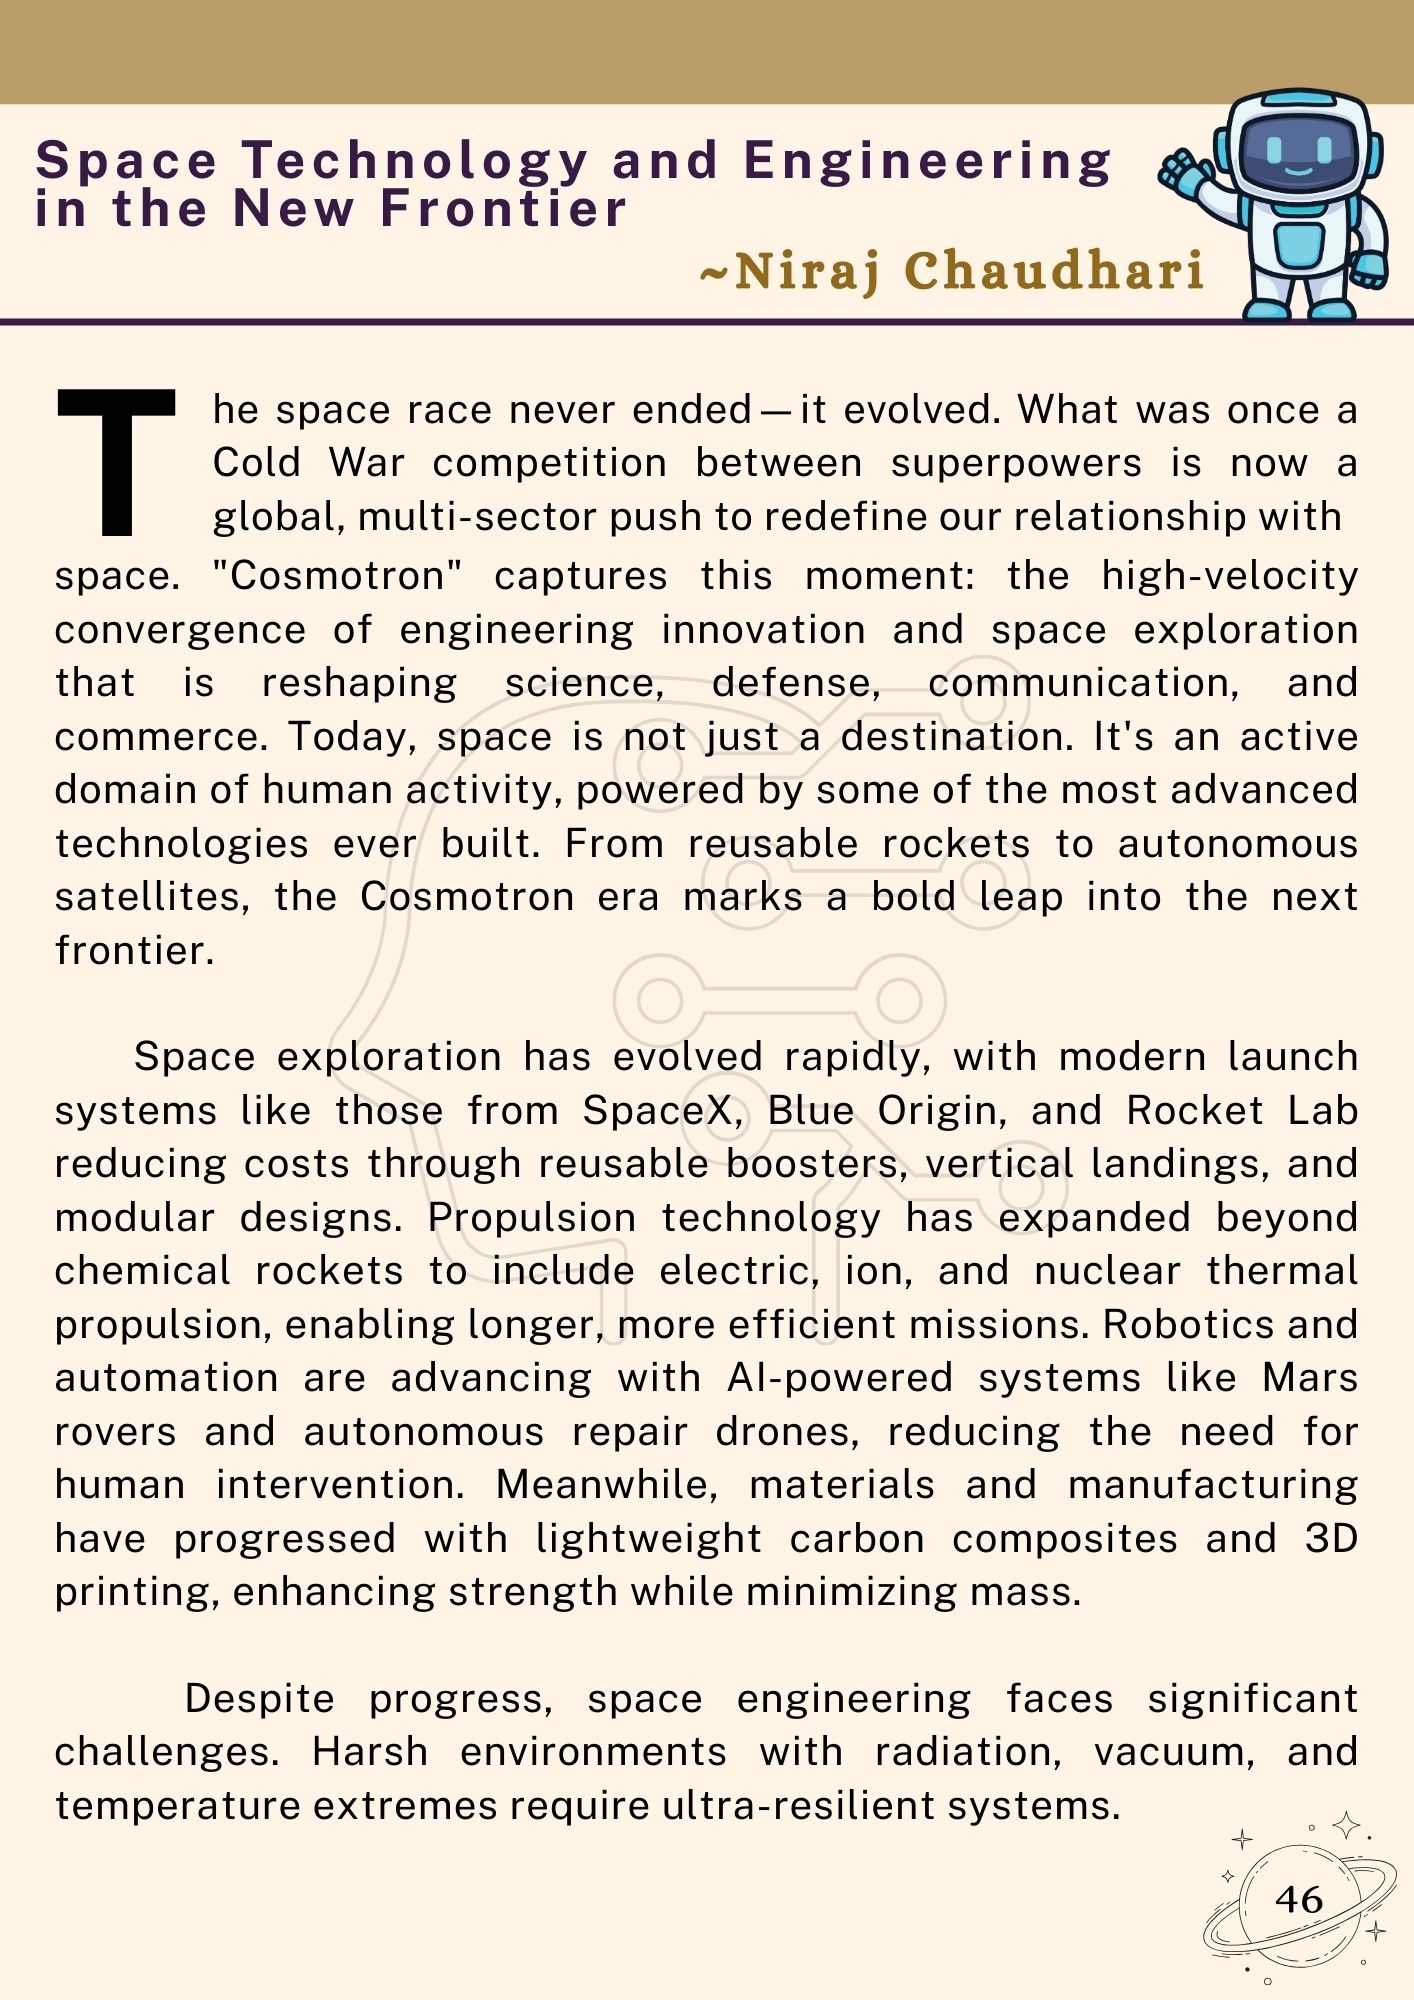 Space Technology and Engineering
in the New Frontier
~Niraj Chaudhari
The space race never ended—it evolved. What was once a
Cold War competition between superpowers is now a
global, multi-sector push to redefine our relationship with
space. "Cosmotron" captures this moment: the high-velocity
convergence of engineering innovation and space exploration
that is reshaping science, defense, communication, and
commerce. Today, space is not just a destination. It's an active
domain of human activity, powered by some of the most advanced
technologies ever built. From reusable rockets to autonomous
satellites, the Cosmotron era marks a bold leap into the next
frontier.
Space exploration has evolved rapidly, with modern launch
systems like those from SpaceX, Blue Origin, and Rocket Lab
reducing costs through reusable boosters, vertical landings, and
modular designs. Propulsion technology has expanded beyond
chemical rockets to include electric, ion, and nuclear thermal
propulsion, enabling longer, more efficient missions. Robotics and
automation are advancing with AI-powered systems like Mars
rovers and autonomous repair drones, reducing the need for
human intervention. Meanwhile, materials and manufacturing
have progressed with lightweight carbon composites and 3D
printing, enhancing strength while minimizing mass.
Despite progress, space engineering faces significant
challenges. Harsh environments with radiation, vacuum, and
temperature extremes require ultra-resilient systems.
46